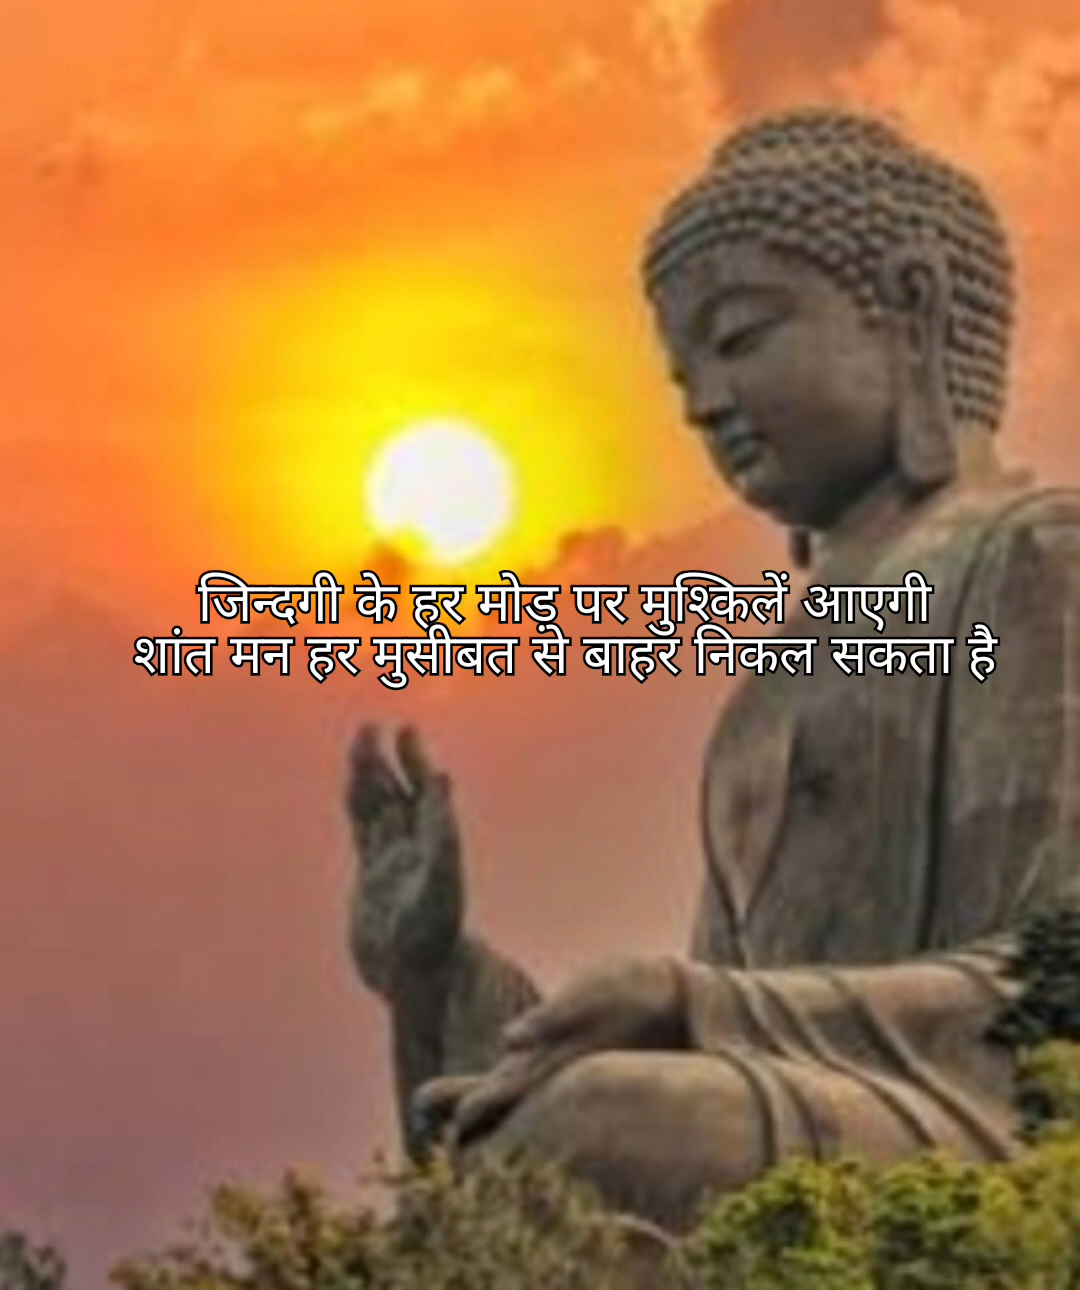 जिन्दगी के हर मोड़ पर मुश्किलें आएगी
शांत मन हर मुसीबत से बाहर निकल सकता है